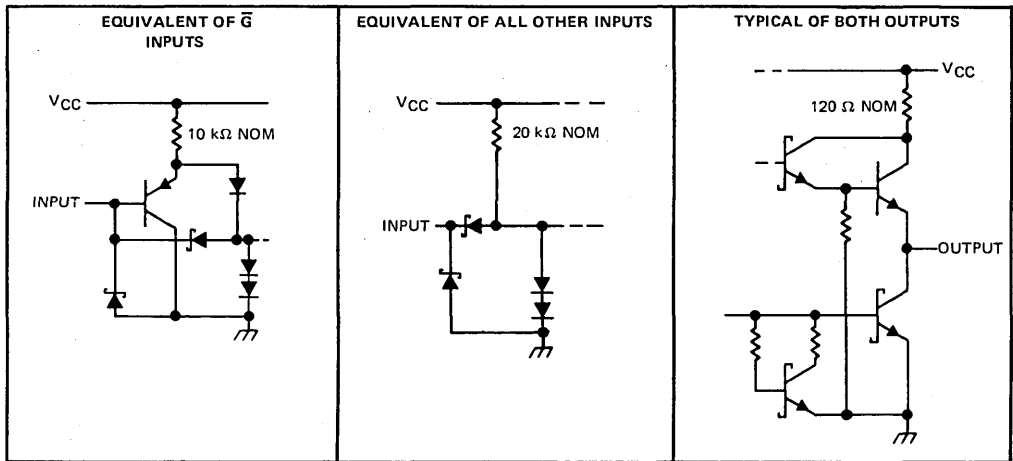 EQUIVALENT OF G̅
INPUTS
VCC
10 kΩ NOM
INPUT
EQUIVALENT OF ALL OTHER INPUTS
VCC
20 kΩ NOM
INPUT
TYPICAL OF BOTH OUTPUTS
VCC
120 Ω NOM
OUTPUT